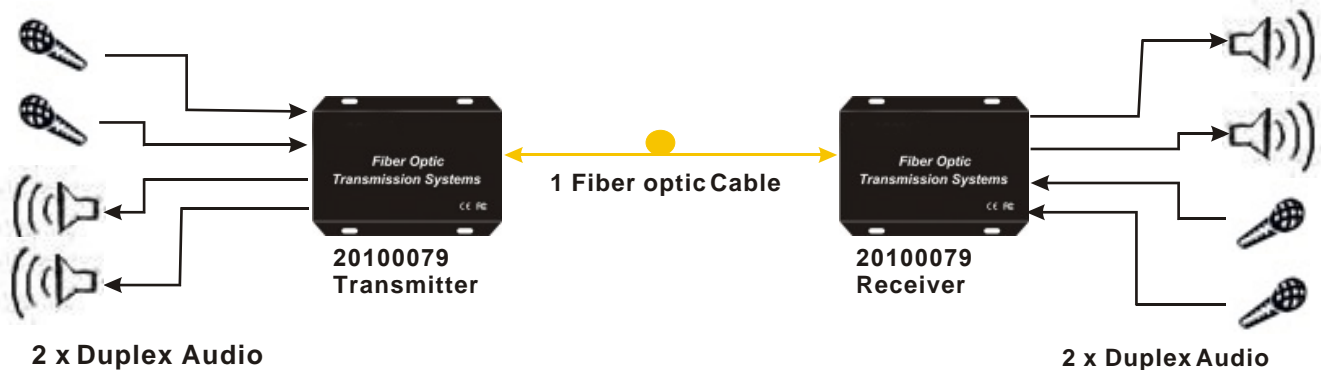 Fiber Optic
Transmission Systems
CE FC
20100079
Transmitter
1 Fiber optic Cable
Fiber Optic
Transmission Systems
CE FC
20100079
Receiver
2 x Duplex Audio
2 x Duplex Audio